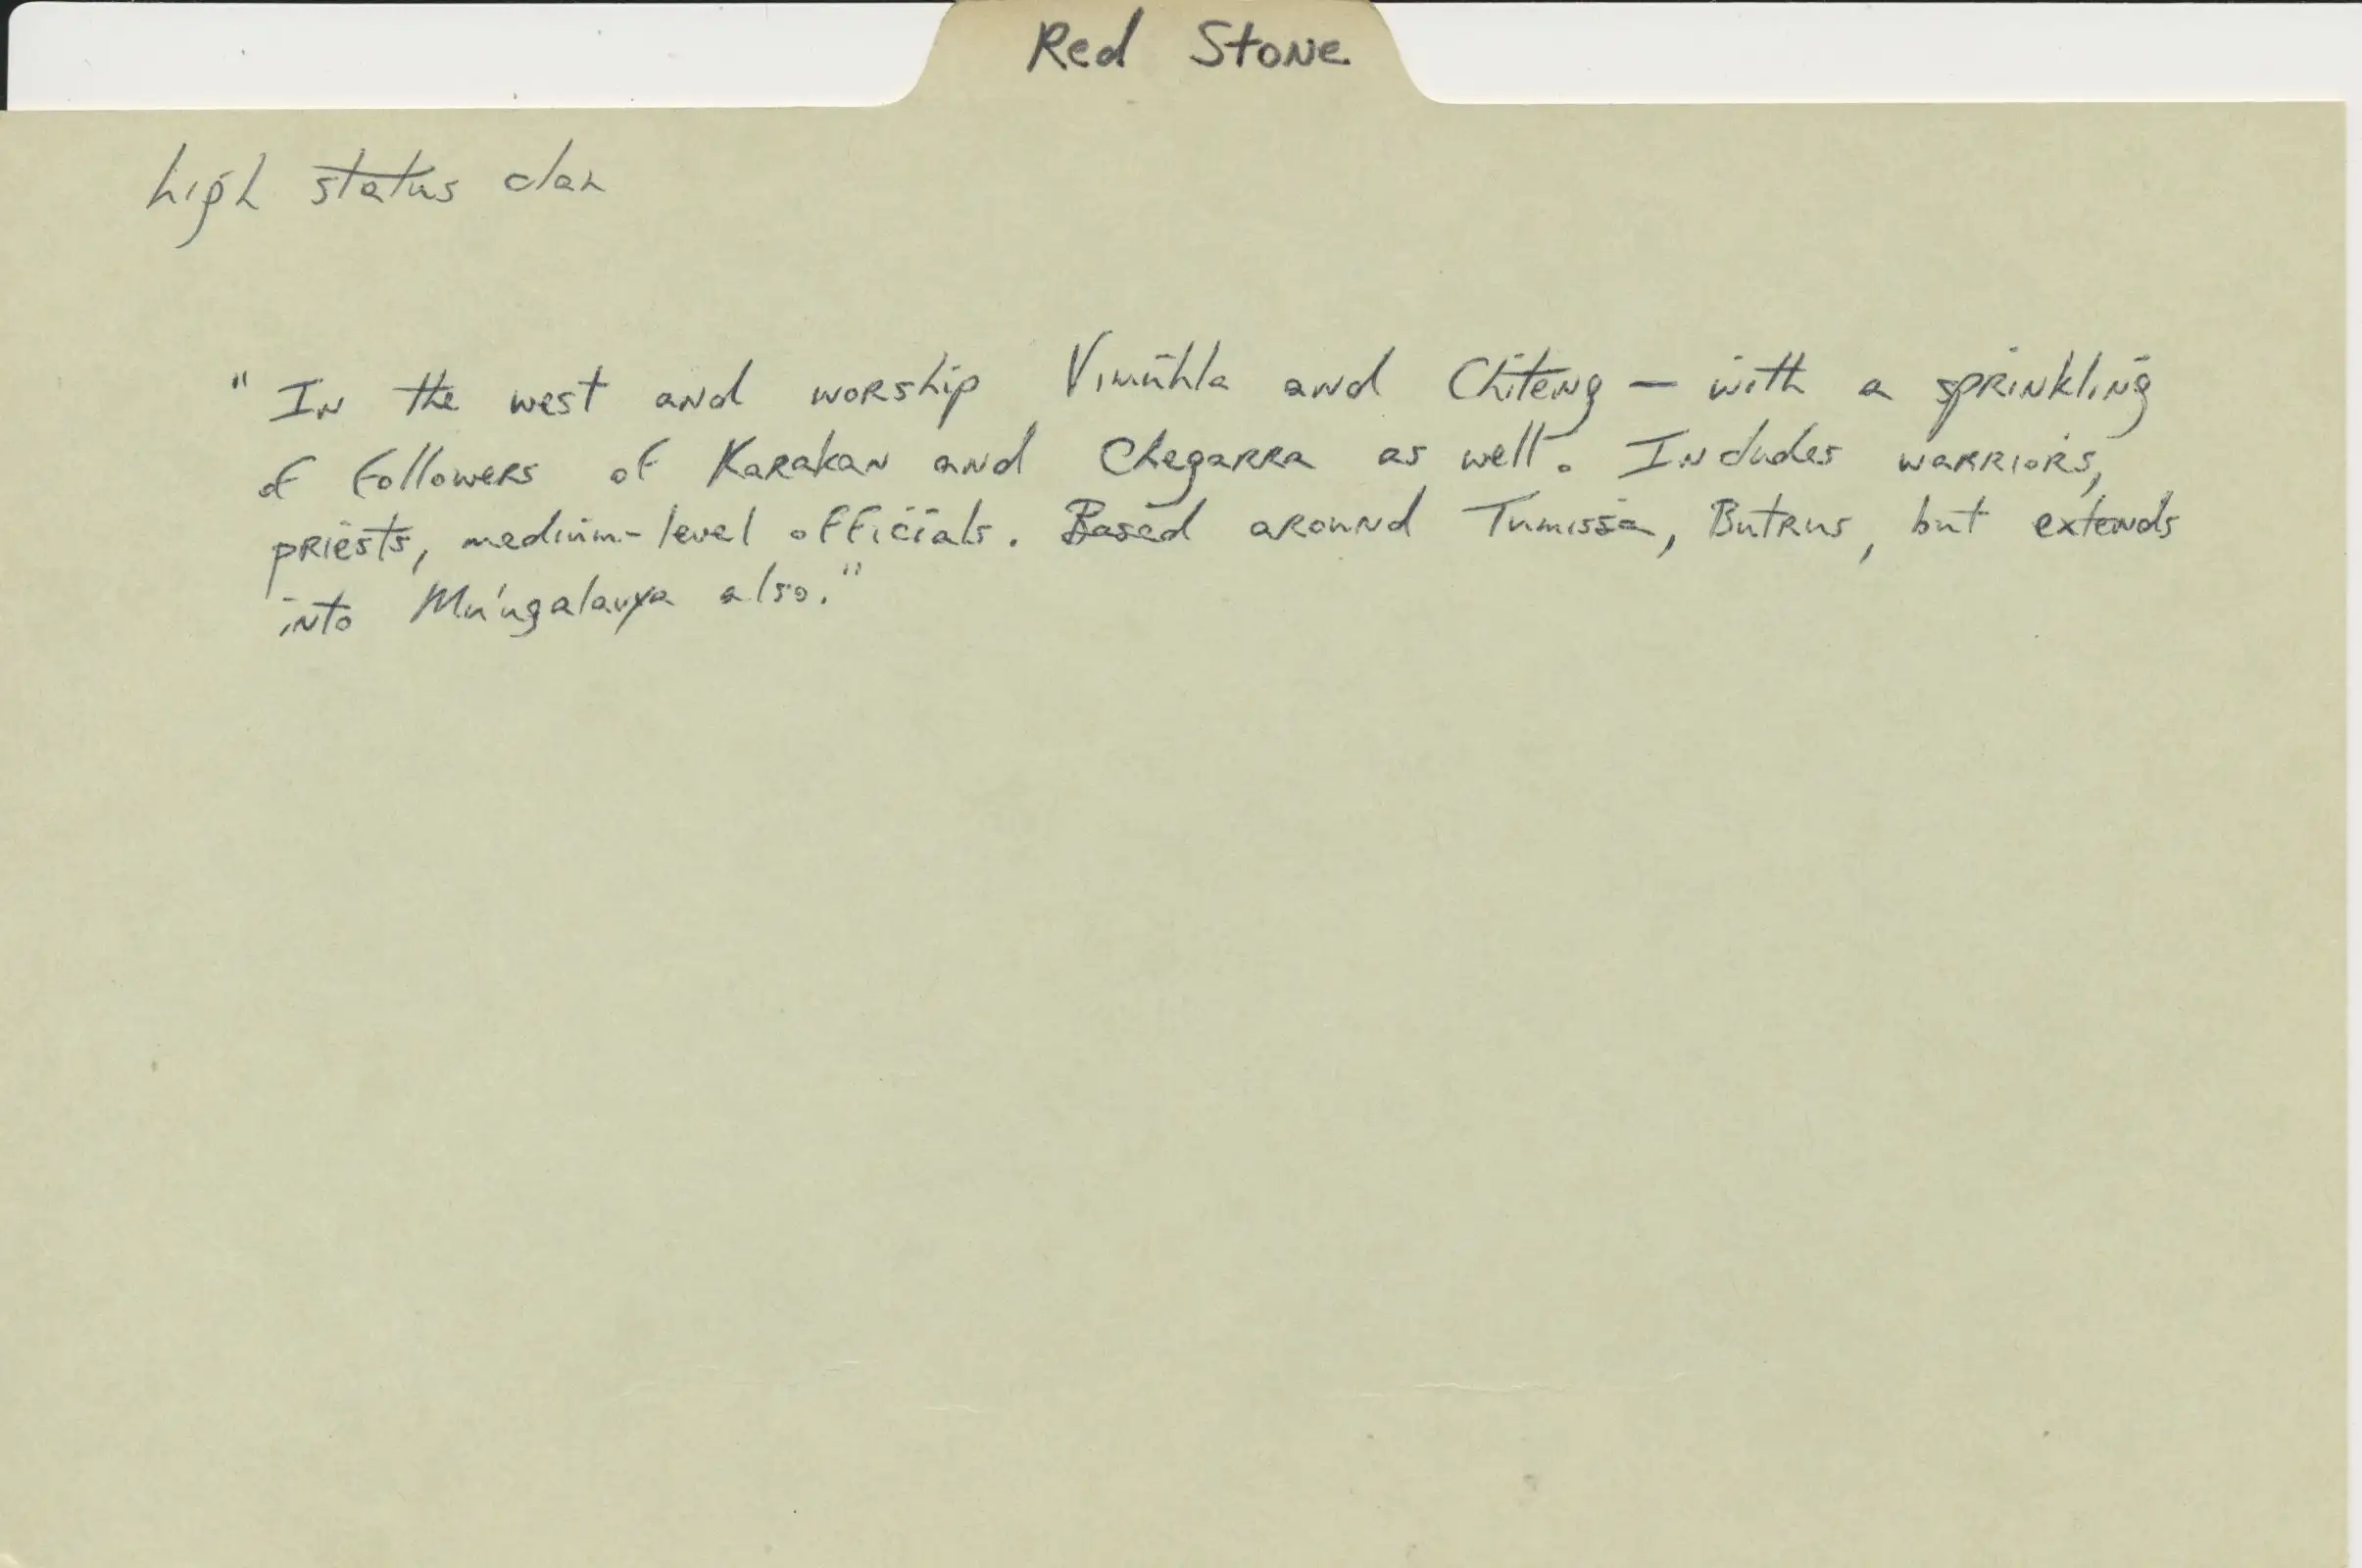 Red Stone
high status clan
"In the west and worship Vimuhla and Chiteng — with a sprinkling
of followers of Karakan and Chegarra as well. Includes warriors,
priests, medium-level officials. Based around Tumissa, Butrus, but extends
into Mu'ugalavya also."